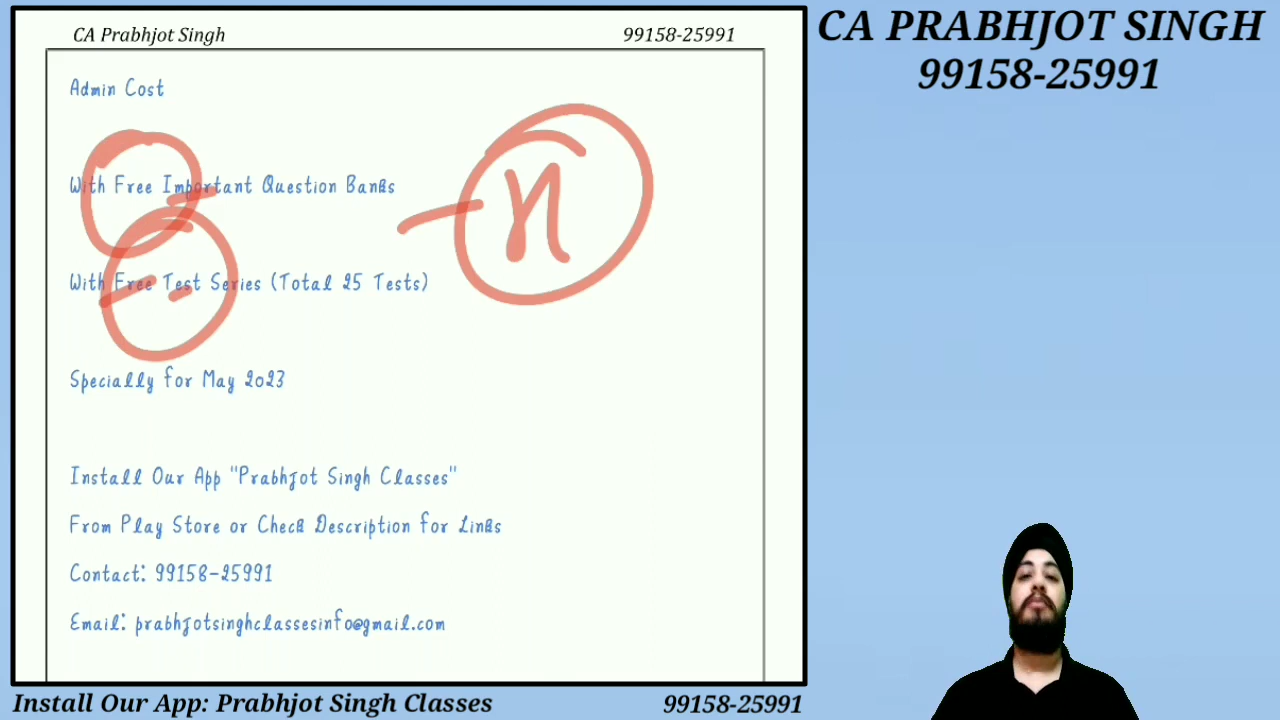 CA Prabhjot Singh 99158-25991
Admin Cost
With Free Important Question Banks
With Free Test Series (Total 25 Tests)
Specially for May 2023
Install Our App "Prabhjot Singh Classes"
From Play Store or Check Description for Links
Contact: 99158-25991
Email: prabhjotsinghclassesinfo@gmail.com
Install Our App: Prabhjot Singh Classes 99158-25991
CA PRABHJOT SINGH
99158-25991